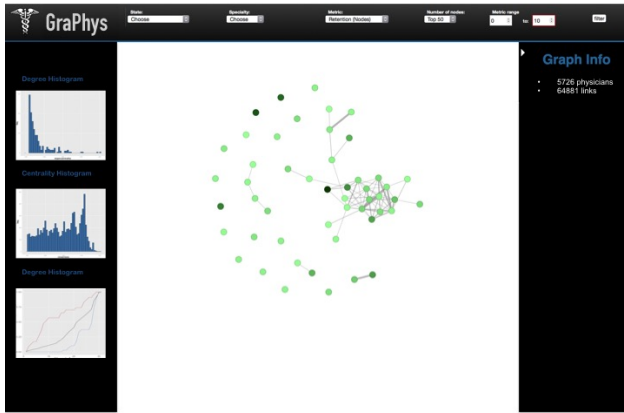 GraPhys
State:
Choose
Specialty:
Choose
Metric:
Retention (Nodes)
Number of nodes:
Top 50
Metric range
0
to:
10
filter
Graph Info
• 5726 physicians
• 64881 links
Degree Histogram
Centrality Histogram
Degree Histogram